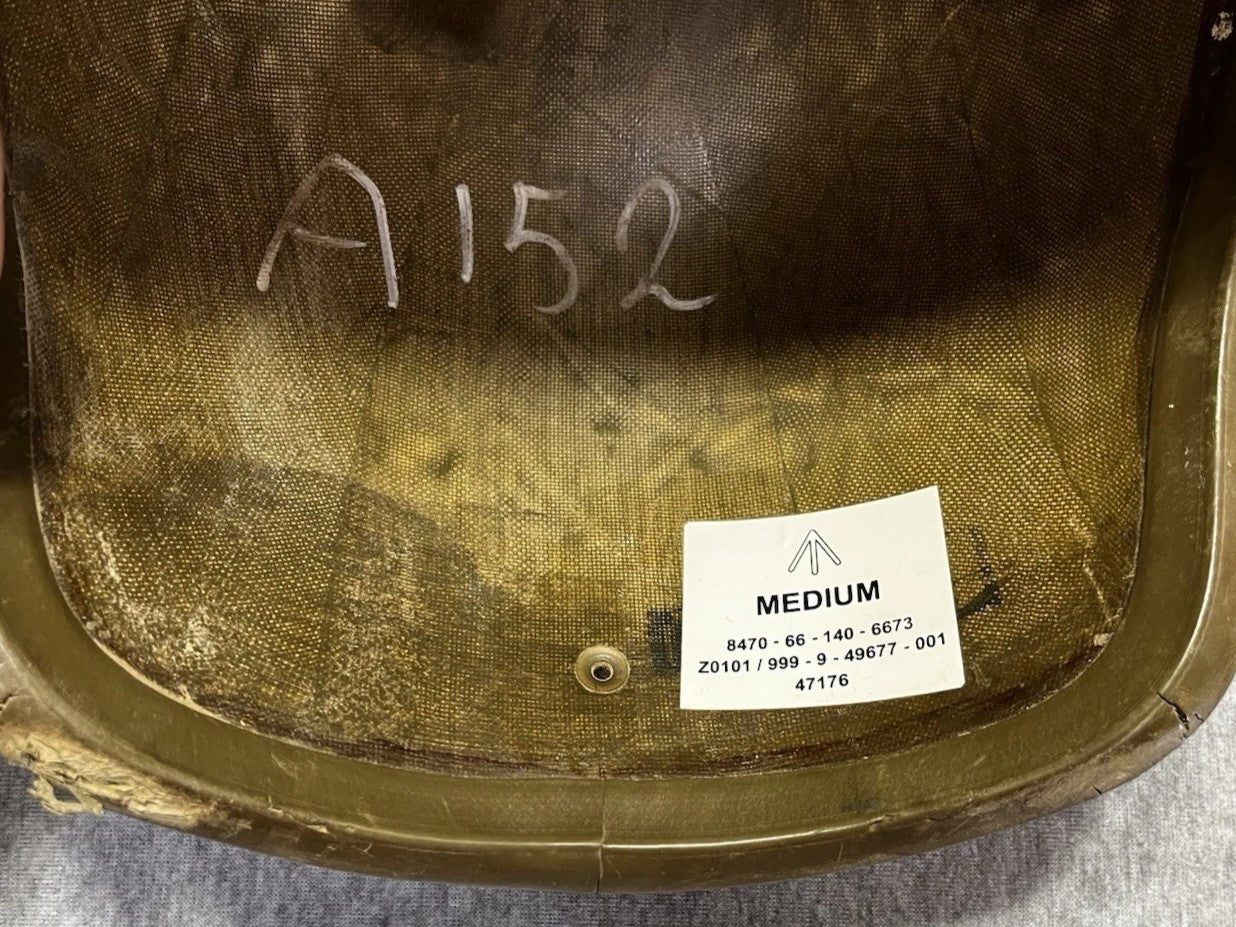 A152
MEDIUM
8470 - 66 - 140 - 6673
Z0101 / 999 - 9 - 49677 - 001
47176